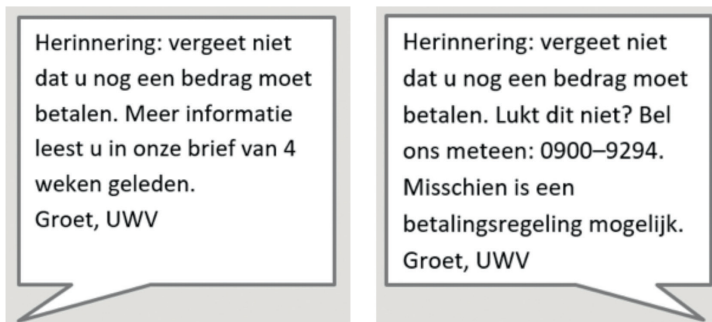 Herinnering: vergeet niet
dat u nog een bedrag moet
betalen. Meer informatie
leest u in onze brief van 4
weken geleden.
Groet, UWV
Herinnering: vergeet niet
dat u nog een bedrag moet
betalen. Lukt dit niet? Bel
ons meteen: 0900–9294.
Misschien is een
betalingsregeling mogelijk.
Groet, UWV